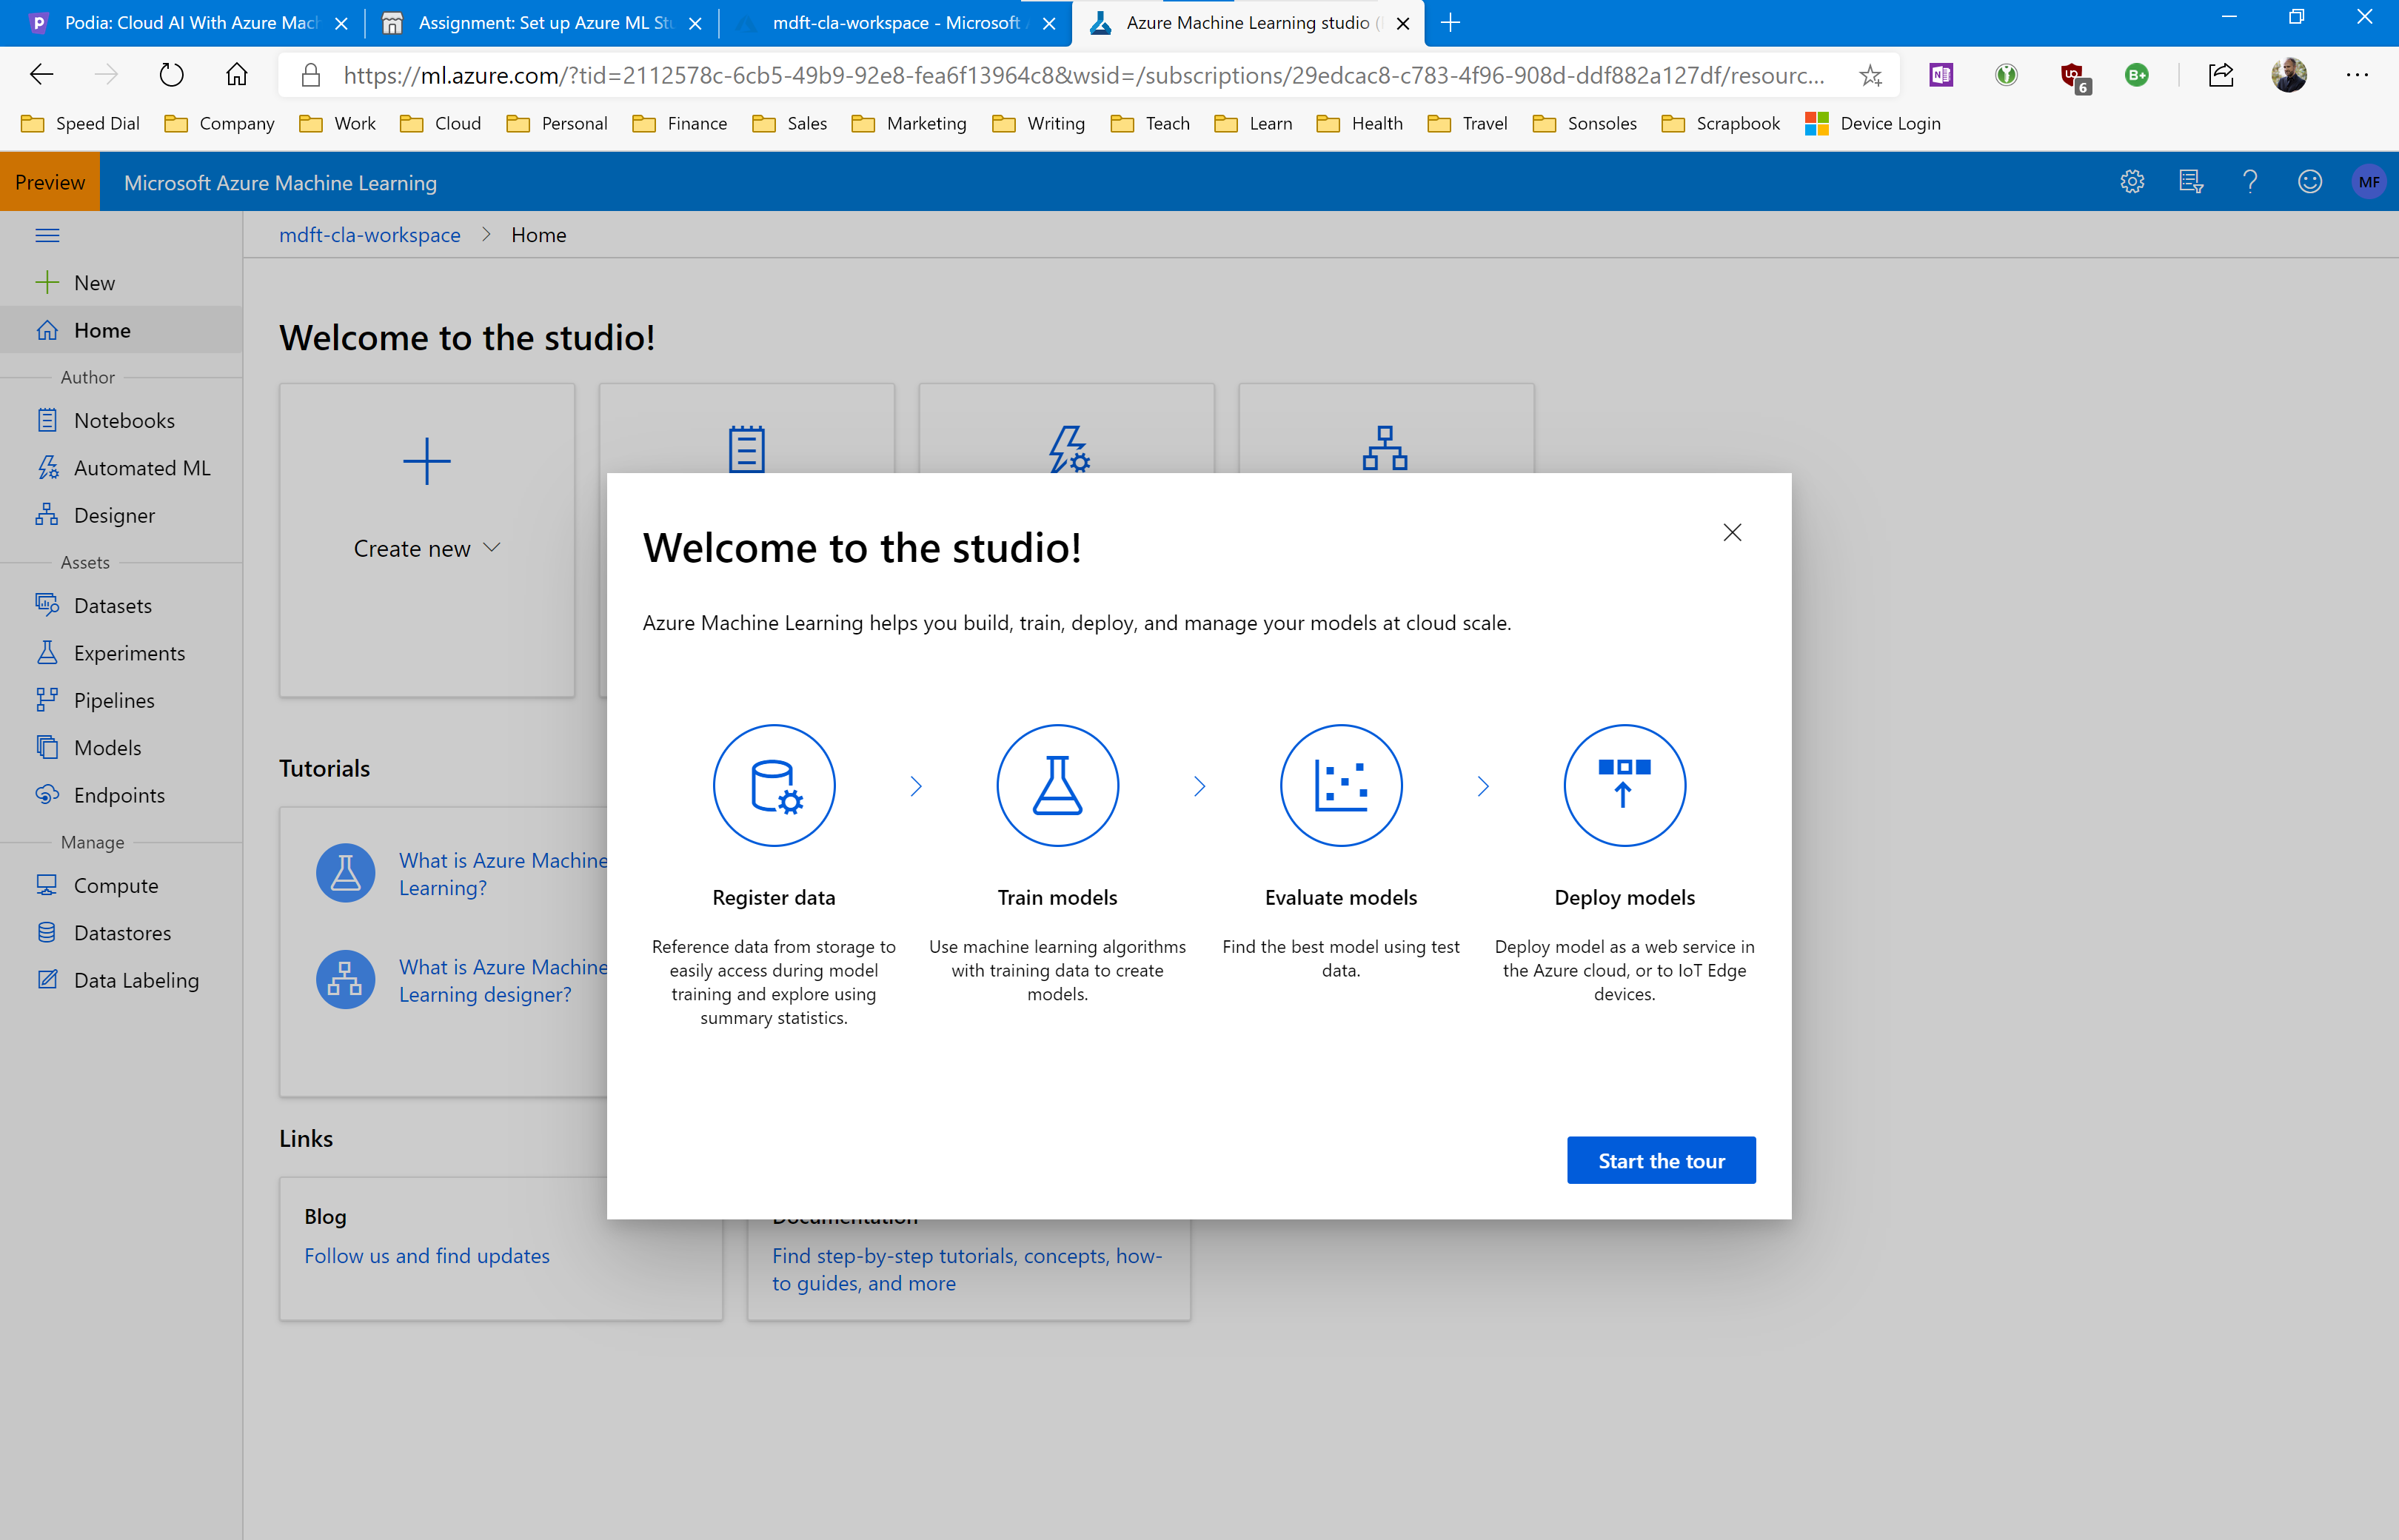 Podia: Cloud AI With Azure Mach
Assignment: Set up Azure ML Stu
mdft-cla-workspace - Microsoft A
Azure Machine Learning studio (
https://ml.azure.com/?tid=2112578c-6cb5-49b9-92e8-fea6f13964c8&wsid=/subscriptions/29edcac8-c783-4f96-908d-ddf882a127df/resourc...
6
B+
Speed Dial
Company
Work
Cloud
Personal
Finance
Sales
Marketing
Writing
Teach
Learn
Health
Travel
Sonsoles
Scrapbook
Device Login
Preview
Microsoft Azure Machine Learning
MF
mdft-cla-workspace > Home
New
Home
Author
Notebooks
Automated ML
Designer
Assets
Datasets
Experiments
Pipelines
Models
Endpoints
Manage
Compute
Datastores
Data Labeling
Welcome to the studio!
Create new
Tutorials
What is Azure Machine
Learning?
What is Azure Machine
Learning designer?
Links
Blog
Follow us and find updates
Documentation
Find step-by-step tutorials, concepts, how-
to guides, and more
Welcome to the studio!
Azure Machine Learning helps you build, train, deploy, and manage your models at cloud scale.
Register data
Reference data from storage to
easily access during model
training and explore using
summary statistics.
Train models
Use machine learning algorithms
with training data to create
models.
Evaluate models
Find the best model using test
data.
Deploy models
Deploy model as a web service in
the Azure cloud, or to IoT Edge
devices.
Start the tour